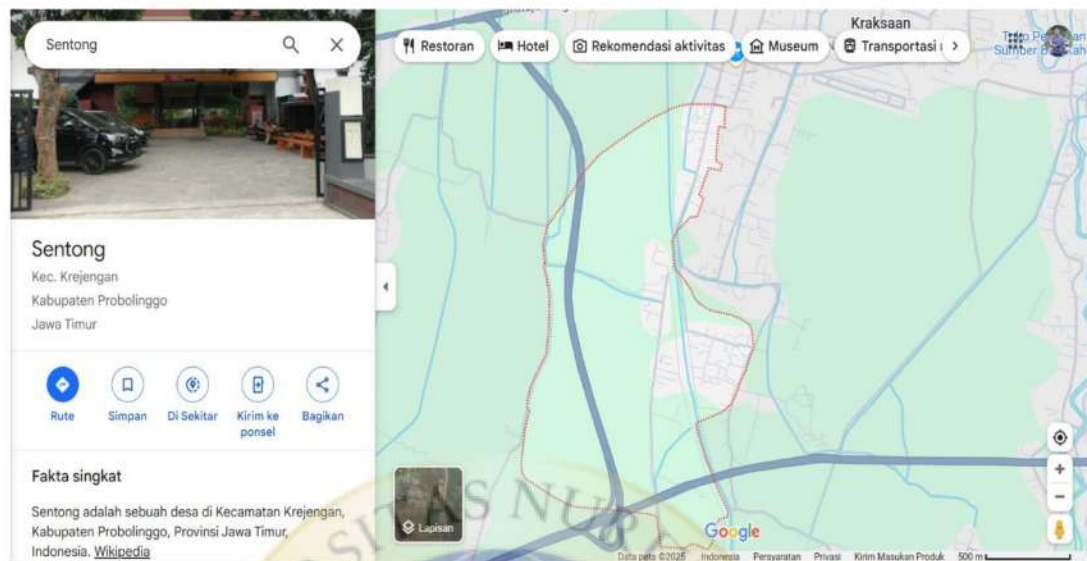 Sentong
Restoran
Hotel
Rekomendasi aktivitas
Museum
Transportasi
Kraksaan
Sentong
Kec. Krejengan
Kabupaten Probolinggo
Jawa Timur
Rute
Simpan
Di Sekitar
Kirim ke
ponsel
Bagikan
Fakta singkat
Sentong adalah sebuah desa di Kecamatan Krejengan,
Kabupaten Probolinggo, Provinsi Jawa Timur,
Indonesia. Wikipedia
Lapisan
Google
Data peta ©2025 Indonesia Persyaratan Privasi Kirim Masukan Produk 500 m